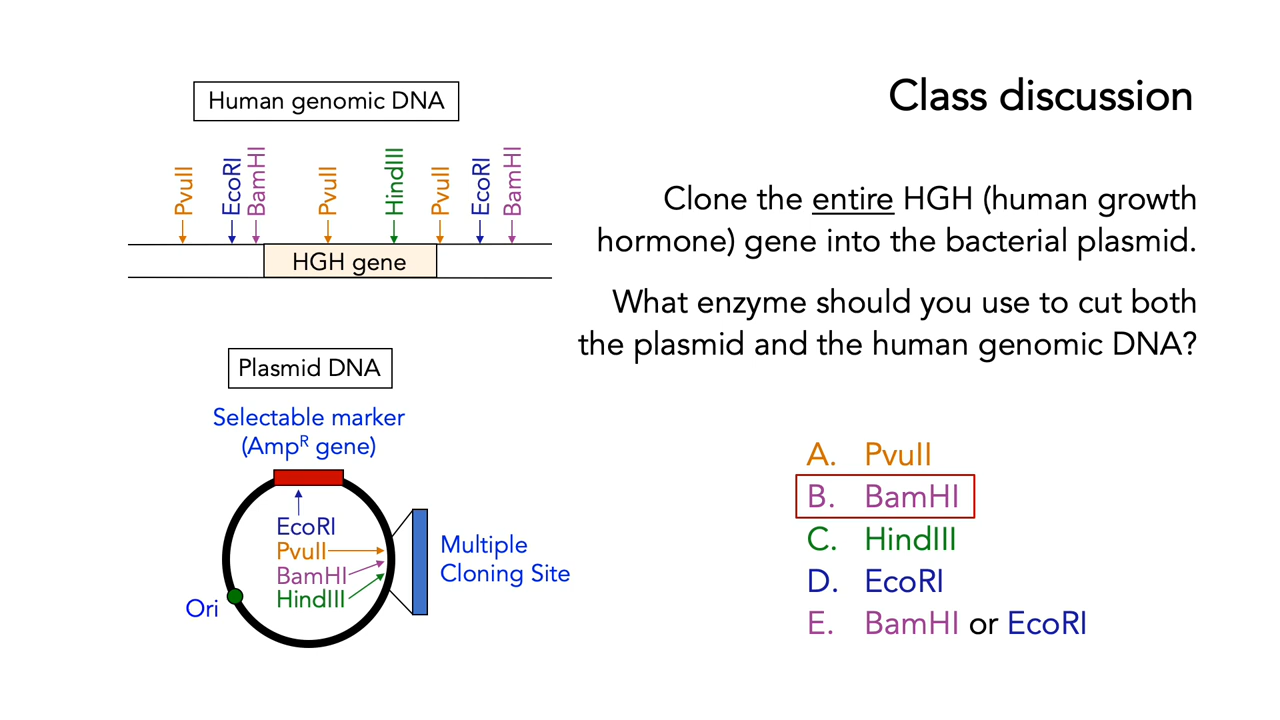 Human genomic DNA
PvuII
EcoRI
BamHI
PvuII
HindIII
PvuII
EcoRI
BamHI
HGH gene
Plasmid DNA
Selectable marker
(Amp^R gene)
EcoRI
PvuII
BamHI
HindIII
Ori
Multiple
Cloning Site
Class discussion
Clone the entire HGH (human growth
hormone) gene into the bacterial plasmid.
What enzyme should you use to cut both
the plasmid and the human genomic DNA?
A. PvuII
B. BamHI
C. HindIII
D. EcoRI
E. BamHI or EcoRI